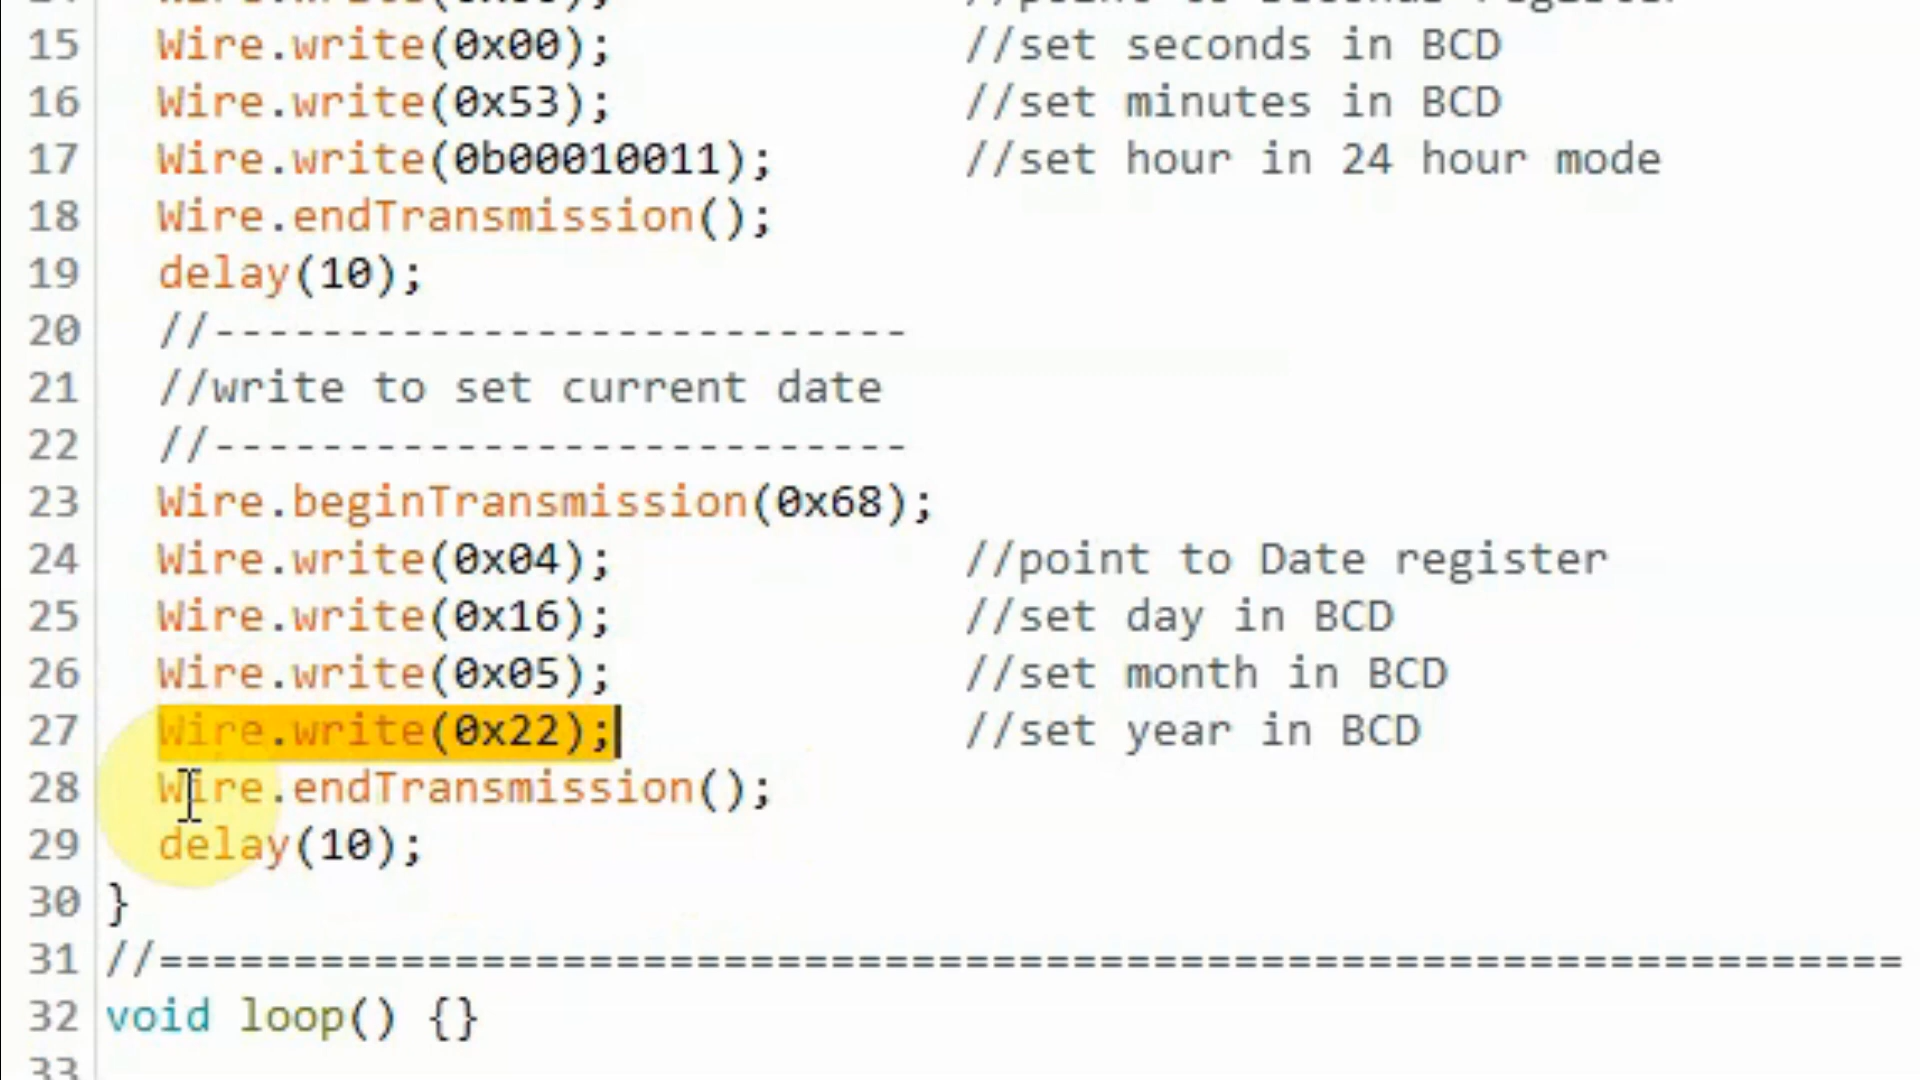 15 Wire.write(0x00); //set seconds in BCD
16 Wire.write(0x53); //set minutes in BCD
17 Wire.write(0b00010011); //set hour in 24 hour mode
18 Wire.endTransmission();
19 delay(10);
20 //--------------------------
21 //write to set current date
22 //--------------------------
23 Wire.beginTransmission(0x68);
24 Wire.write(0x04); //point to Date register
25 Wire.write(0x16); //set day in BCD
26 Wire.write(0x05); //set month in BCD
27 Wire.write(0x22); //set year in BCD
28 Wire.endTransmission();
29 delay(10);
30 }
31 //=================================================================
32 void loop() {}
33